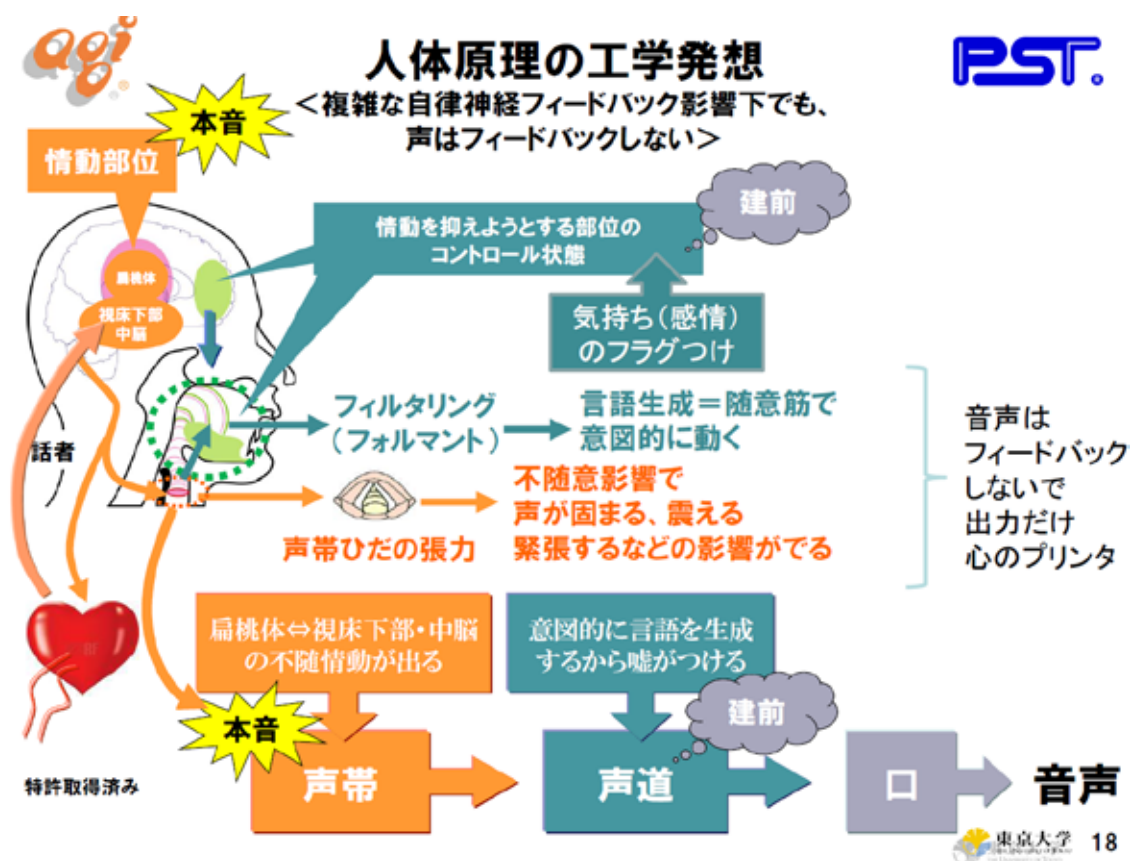 agi
人体原理の工学発想
PST
<複雑な自律神経フィードバック影響下でも、
声はフィードバックしない>
本音
情動部位
建前
情動を抑えようとする部位の
コントロール状態
扁桃体
視床下部
中脳
気持ち(感情)
のフラグつけ
フィルタリング
(フォルマント)
言語生成=随意筋で
意図的に動く
話者
不随意影響で
声が固まる、震える
緊張するなどの影響がでる
声帯ひだの張力
音声は
フィードバック
しないで
出力だけ
心のプリンタ
扁桃体⇔視床下部・中脳
の不随情動が出る
意図的に言語を生成
するから嘘がつける
本音
建前
声帯
声道
口
音声
特許取得済み
東京大学
18